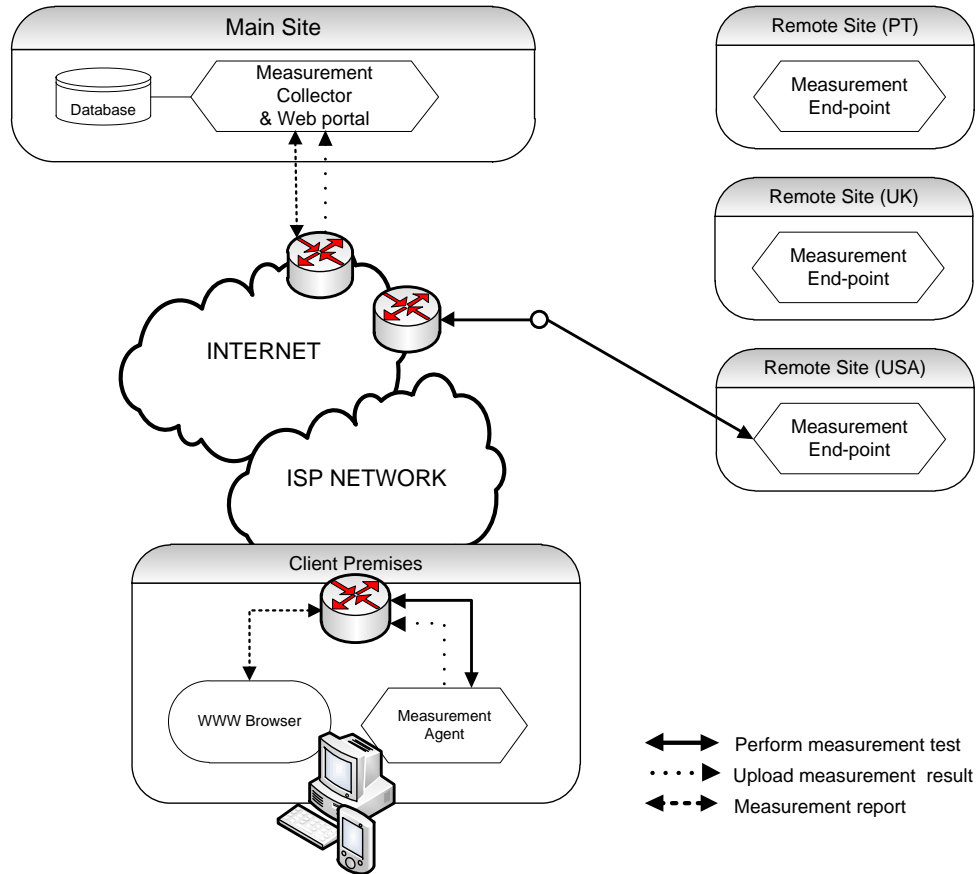 Main Site
Database
Measurement
Collector
& Web portal
Remote Site (PT)
Measurement
End-point
Remote Site (UK)
Measurement
End-point
INTERNET
Remote Site (USA)
Measurement
End-point
ISP NETWORK
Client Premises
WWW Browser
Measurement
Agent
Perform measurement test
Upload measurement result
Measurement report